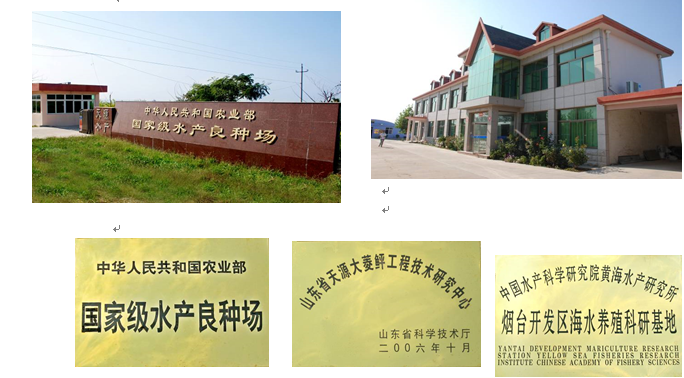 中华人民共和国农业部
国家级水产良种场
中华人民共和国农业部
国家级水产良种场
山东省天源大菱鲆工程技术研究中心
山东省科学技术厅
二00六年十月
中国水产科学研究院黄海水产研究所
烟台开发区海水养殖科研基地
YANTAI DEVELOPMENT MARICULTURE RESEARCH
STATION YELLOW SEA FISHERIES RESEARCH
INSTITUTE CHINESE ACADEMY OF FISHERY SCIENCES